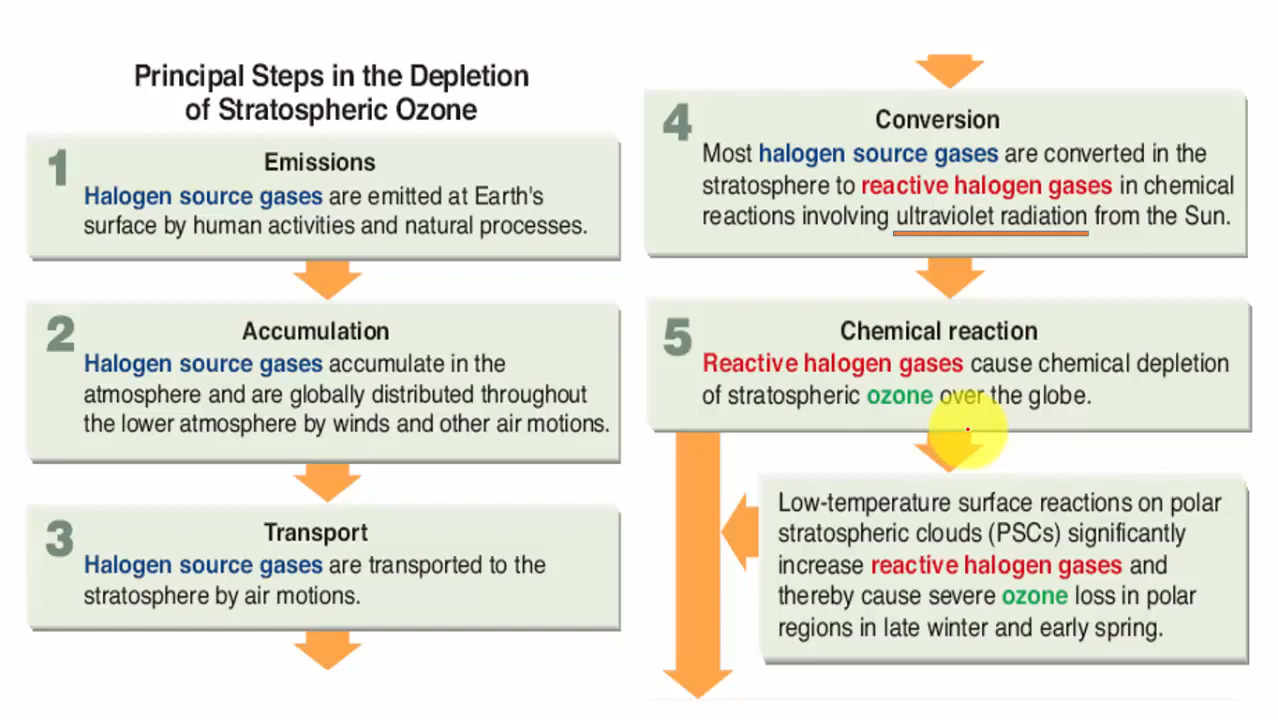 Principal Steps in the Depletion
of Stratospheric Ozone
1
Emissions
Halogen source gases are emitted at Earth's
surface by human activities and natural processes.
2
Accumulation
Halogen source gases accumulate in the
atmosphere and are globally distributed throughout
the lower atmosphere by winds and other air motions.
3
Transport
Halogen source gases are transported to the
stratosphere by air motions.
4
Conversion
Most halogen source gases are converted in the
stratosphere to reactive halogen gases in chemical
reactions involving ultraviolet radiation from the Sun.
5
Chemical reaction
Reactive halogen gases cause chemical depletion
of stratospheric ozone over the globe.
Low-temperature surface reactions on polar
stratospheric clouds (PSCs) significantly
increase reactive halogen gases and
thereby cause severe ozone loss in polar
regions in late winter and early spring.